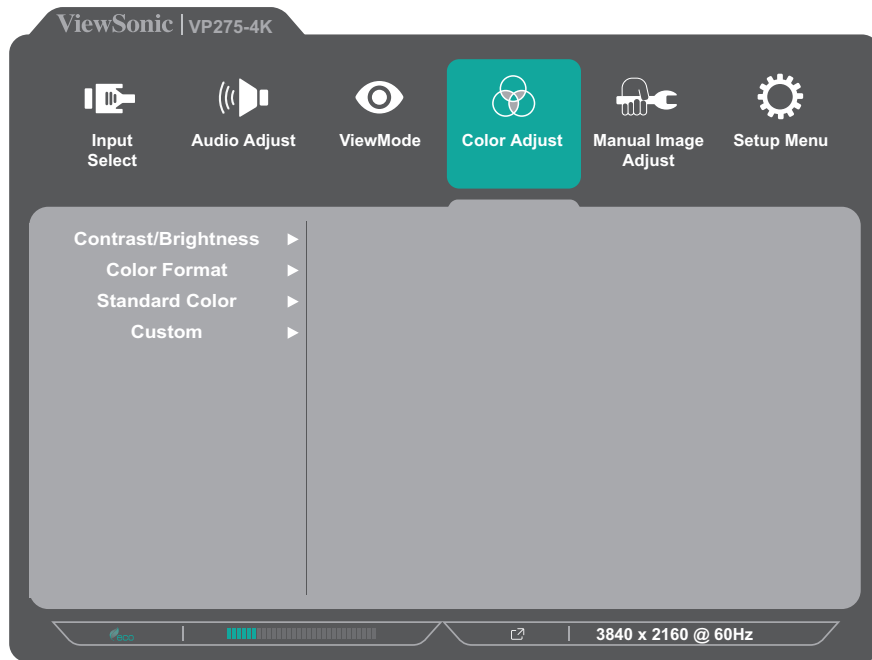 ViewSonic | VP275-4K
Input
Select
Audio Adjust
ViewMode
Color Adjust
Manual Image
Adjust
Setup Menu
Contrast/Brightness
Color Format
Standard Color
Custom
eco
3840 x 2160 @ 60Hz